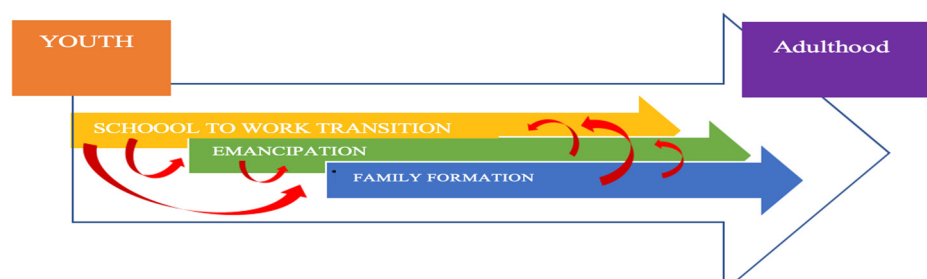 YOUTH
Adulthood
SCHOOOL TO WORK TRANSITION
EMANCIPATION
FAMILY FORMATION